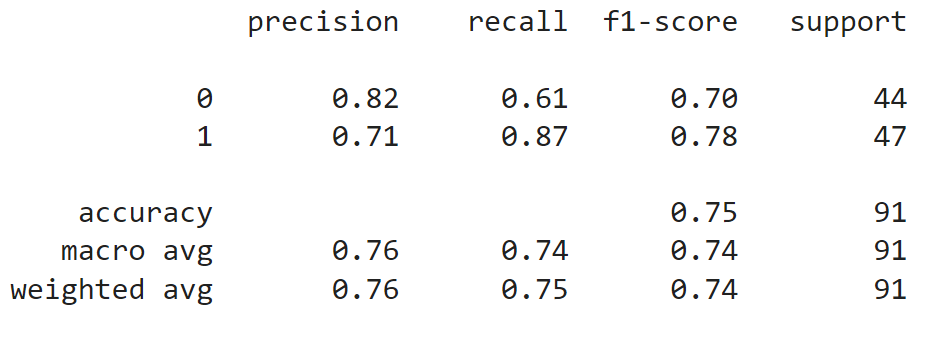 precision recall f1-score support
0 0.82 0.61 0.70 44
1 0.71 0.87 0.78 47
accuracy 0.75 91
macro avg 0.76 0.74 0.74 91
weighted avg 0.76 0.75 0.74 91